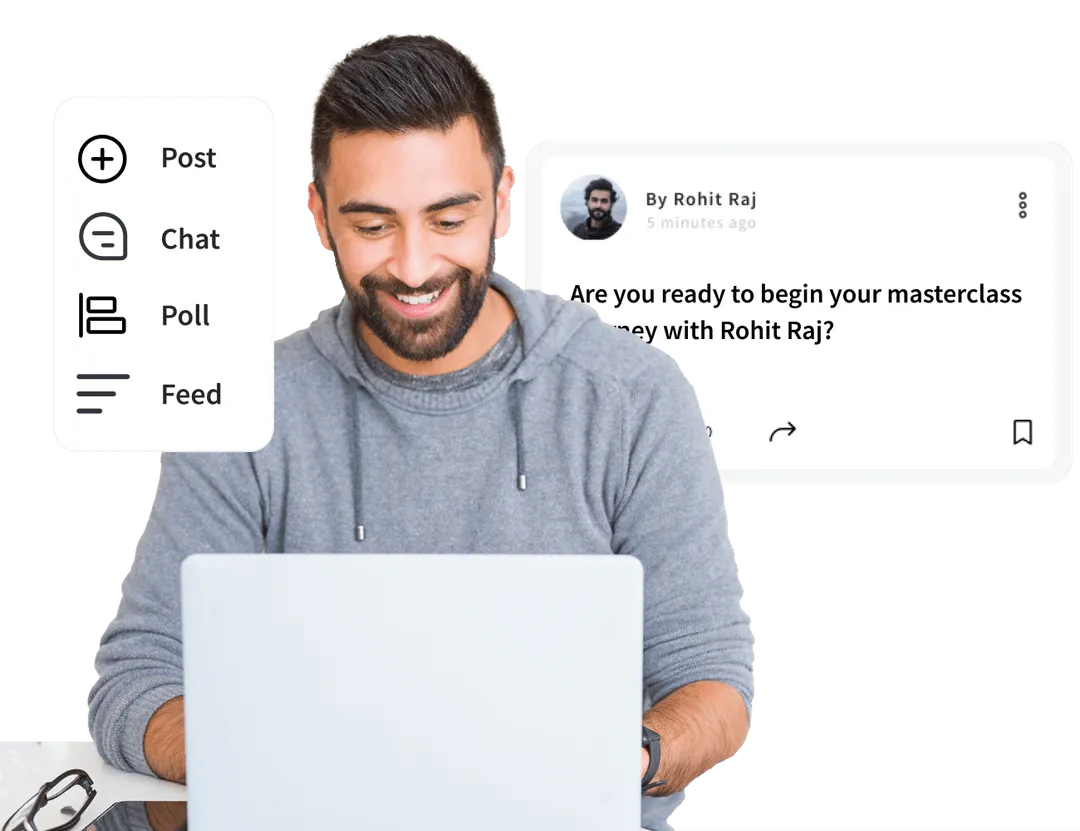 Post
Chat
Poll
Feed
By Rohit Raj
5 minutes ago
Are you ready to begin your masterclass
with Rohit Raj?